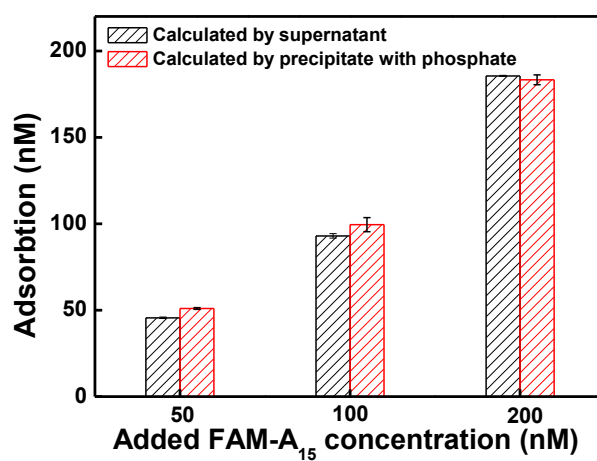 Calculated by supernatant
Calculated by precipitate with phosphate
200
150
100
50
0
Adsorbtion (nM)
50 100 200
Added FAM-A₁₅ concentration (nM)